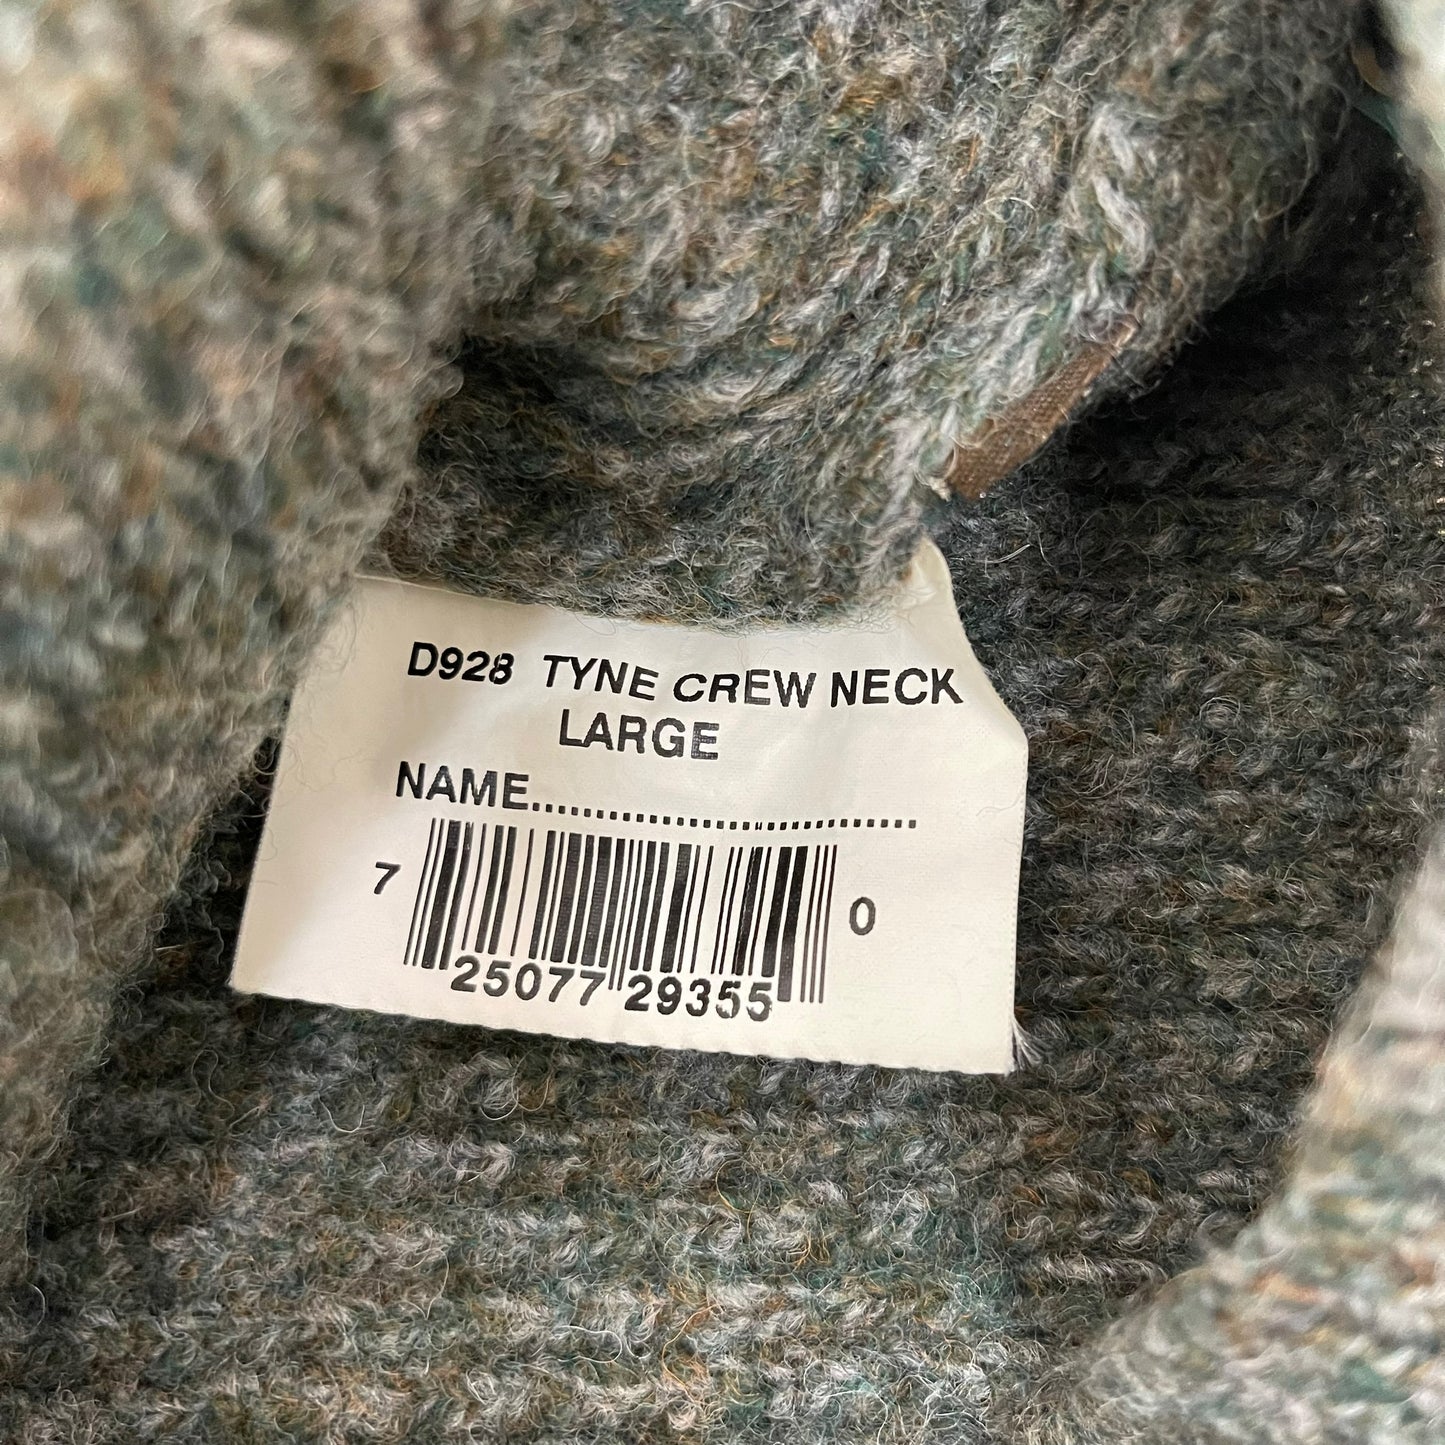 D928 TYNE CREW NECK
LARGE
NAME........................................
7 25077 29355 0